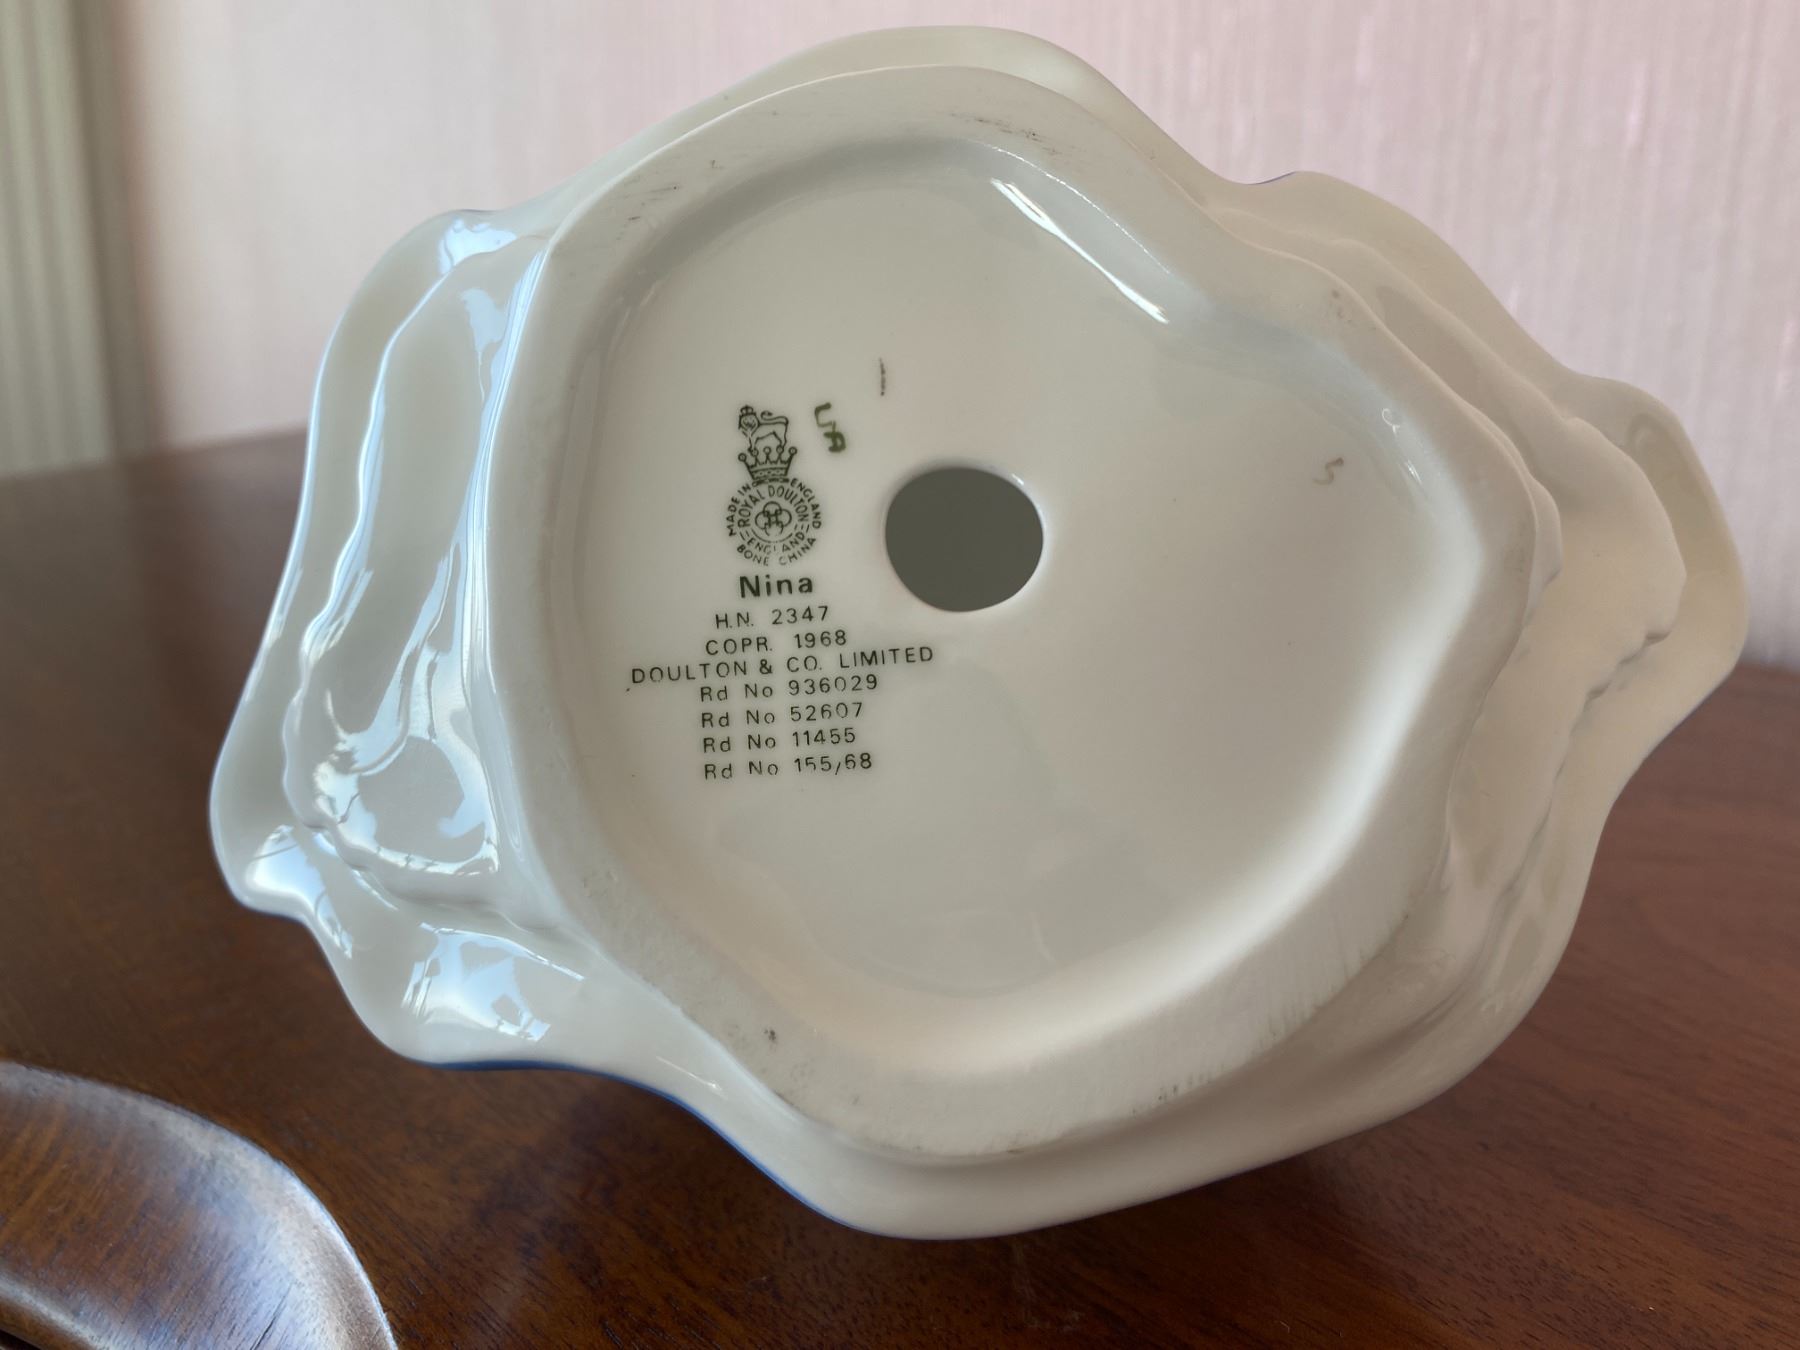 MADE IN ENGLAND
ROYAL DOULTON
ENGLAND
BONE CHINA
Nina
H.N. 2347
COPR. 1968
DOULTON & CO. LIMITED
Rd No 936029
Rd No 52607
Rd No 11455
Rd No 155/68
5